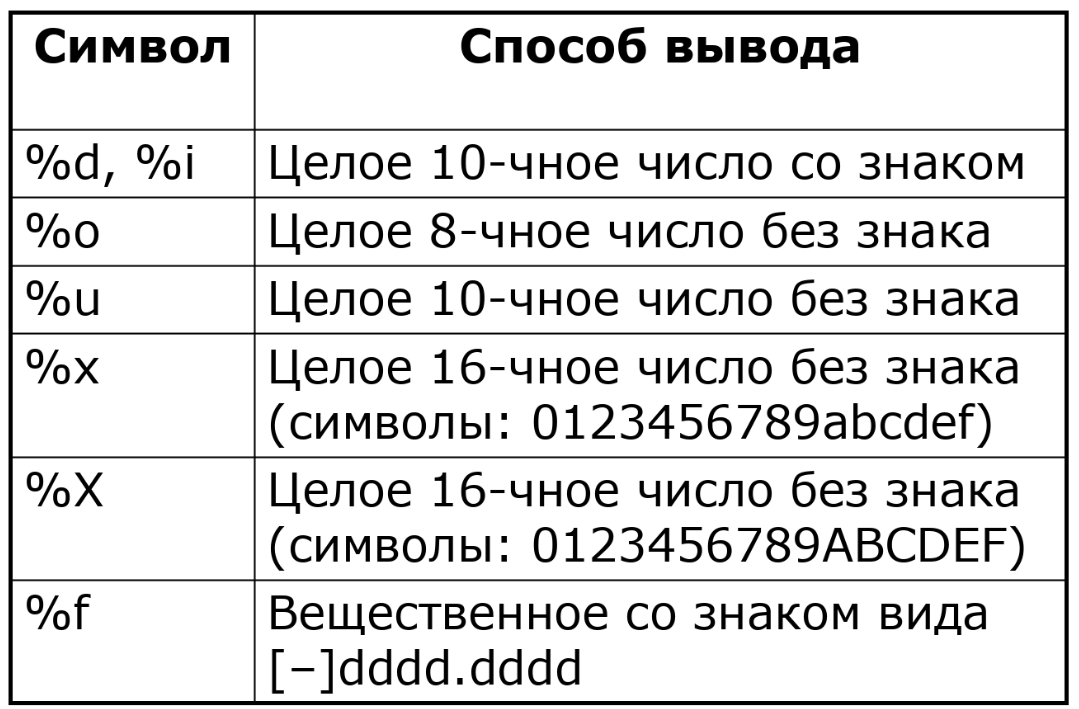 Символ Способ вывода
%d, %i Целое 10-чное число со знаком
%o Целое 8-чное число без знака
%u Целое 10-чное число без знака
%x Целое 16-чное число без знака
(символы: 0123456789abcdef)
%X Целое 16-чное число без знака
(символы: 0123456789ABCDEF)
%f Вещественное со знаком вида
[–]dddd.dddd